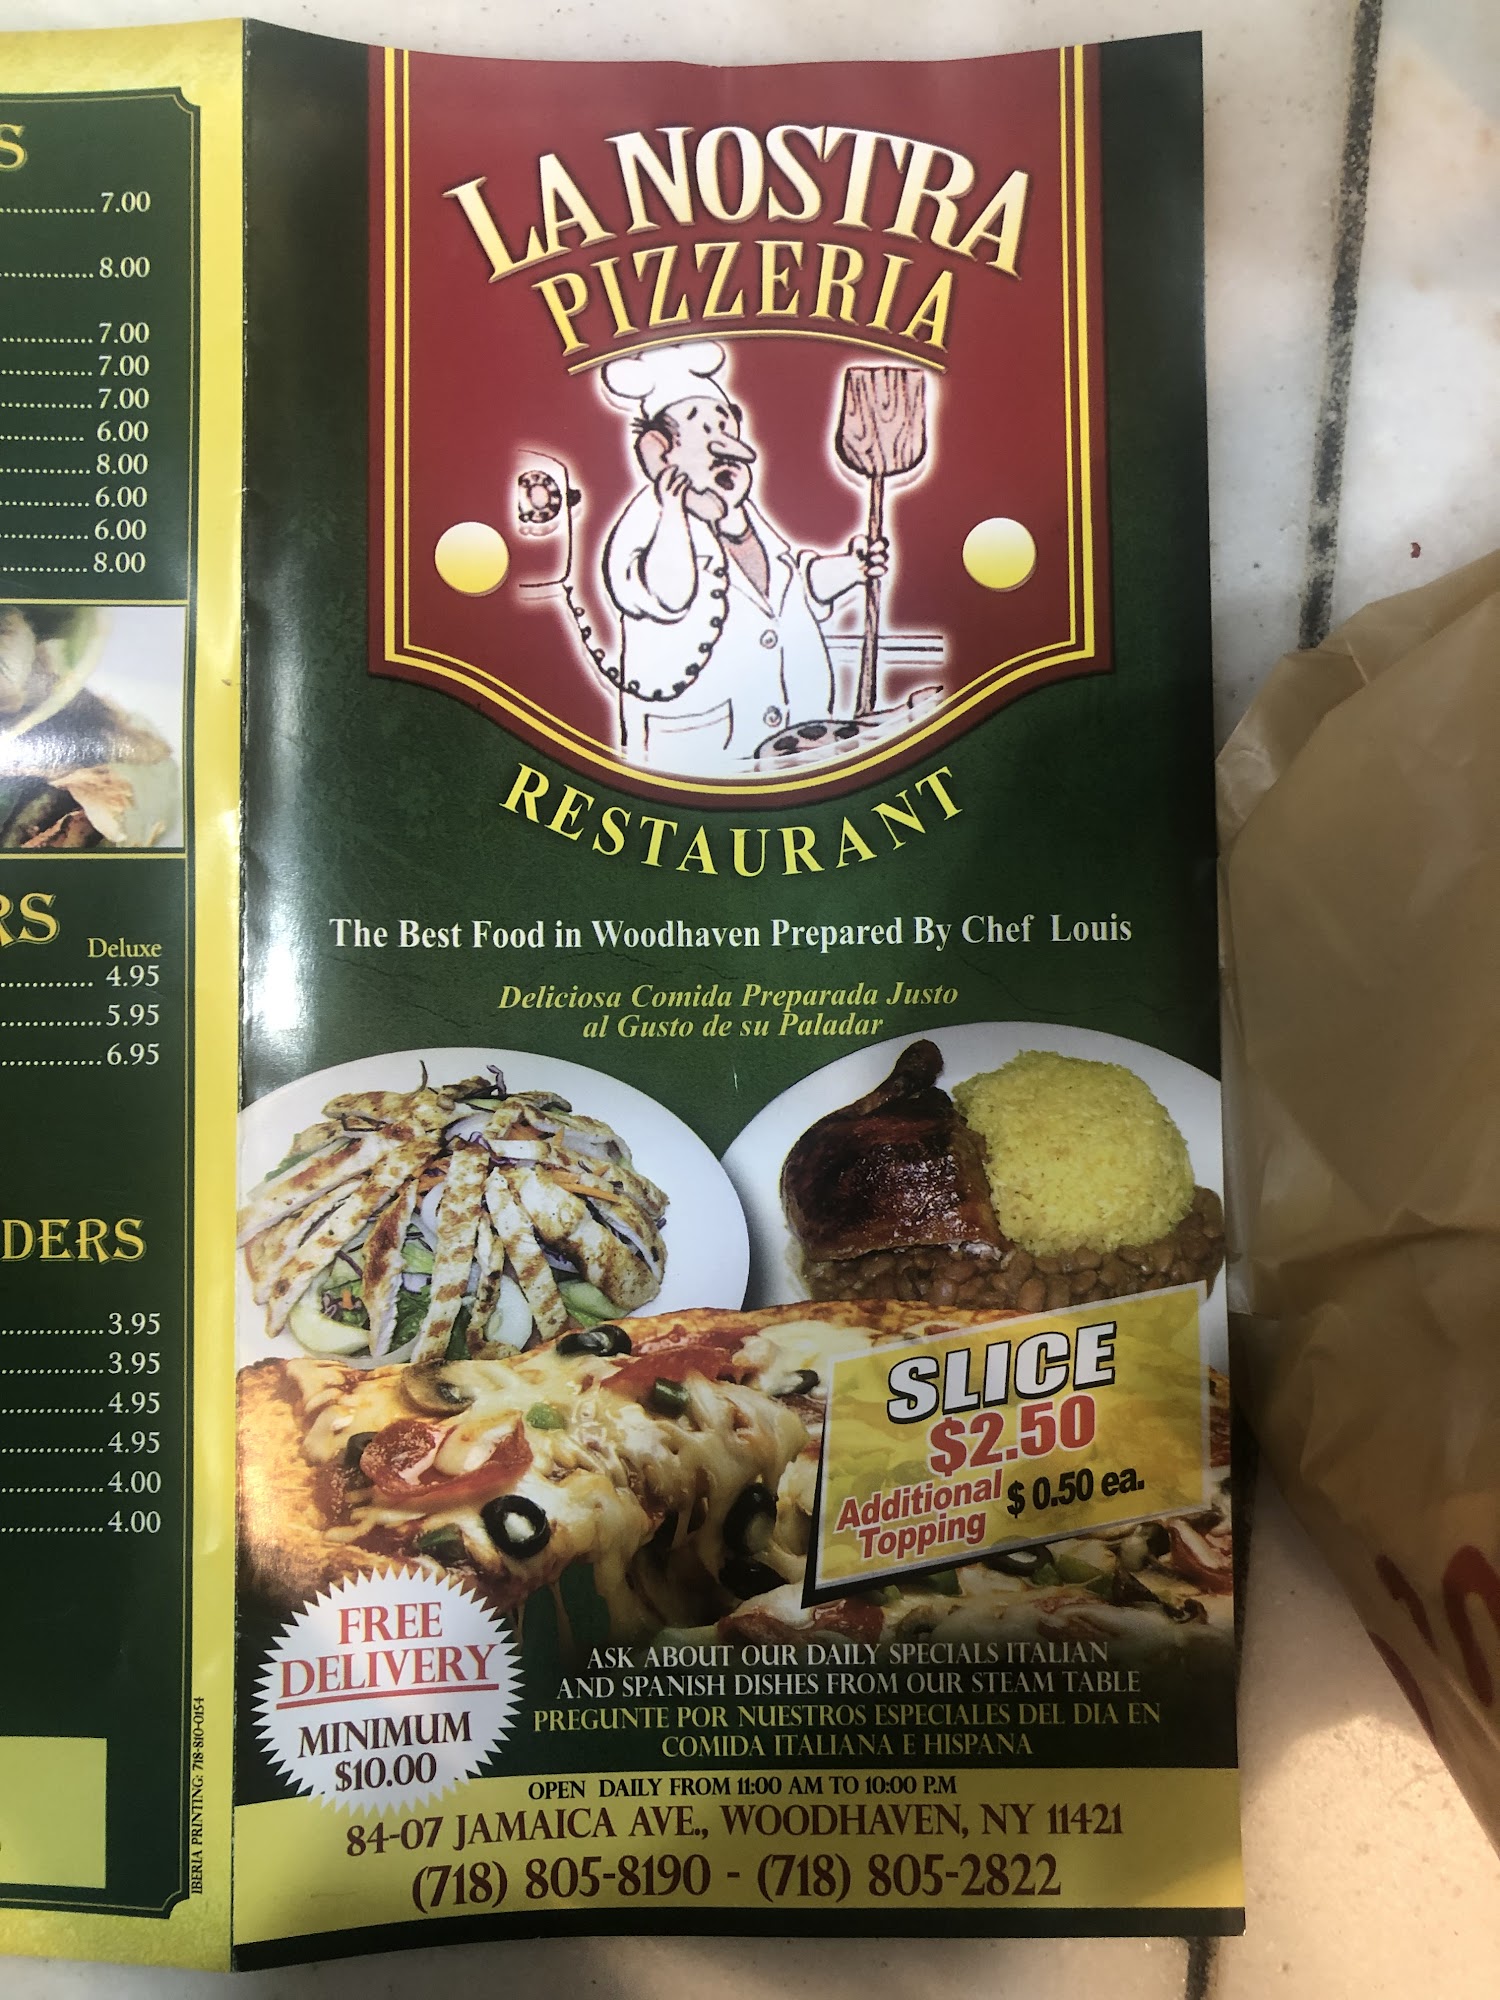 S
7.00
8.00
7.00
7.00
7.00
6.00
8.00
6.00
6.00
8.00
RS
Deluxe
4.95
5.95
6.95
DERS
3.95
3.95
4.95
4.95
4.00
4.00
IBERIA PRINTING: 718-810-0154
LA NOSTRA
PIZZERIA
RESTAURANT
The Best Food in Woodhaven Prepared By Chef Louis
Deliciosa Comida Preparada Justo
al Gusto de su Paladar
SLICE
$2.50
Additional
Topping
$ 0.50 ea.
FREE
DELIVERY
MINIMUM
$10.00
ASK ABOUT OUR DAILY SPECIALS ITALIAN
AND SPANISH DISHES FROM OUR STEAM TABLE
PREGUNTE POR NUESTROS ESPECIALES DEL DIA EN
COMIDA ITALIANA E HISPANA
OPEN DAILY FROM 11:00 AM TO 10:00 P.M
84-07 JAMAICA AVE., WOODHAVEN, NY 11421
(718) 805-8190 - (718) 805-2822